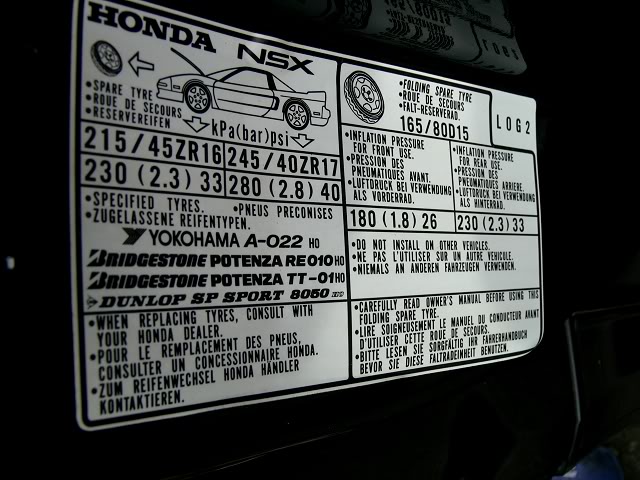 HONDA NSX
•SPARE TYRE
•ROUE DE SECOURS
•RESERVEREIFEN
kPa(bar)psi
215/45ZR16 245/40ZR17
230 (2.3) 33 280 (2.8) 40
•SPECIFIED TYRES. •PNEUS PRECONISES
•ZUGELASSENE REIFENTYPEN.
YOKOHAMA A-022 HO
BRIDGESTONE POTENZA RE010 HO
BRIDGESTONE POTENZA TT-01 HO
DUNLOP SP SPORT 8050
•WHEN REPLACING TYRES, CONSULT WITH
YOUR HONDA DEALER.
•POUR LE REMPLACEMENT DES PNEUS,
CONSULTER UN CONCESSIONNAIRE HONDA.
•ZUM REIFENWECHSEL HONDA HÄNDLER
KONTAKTIEREN.
•FOLDING SPARE TYRE
•ROUE DE SECOURS
•FALT-RESERVERAD.
165/80D15
LOG2
•INFLATION PRESSURE
FOR FRONT USE.
•PRESSION DES
PNEUMATIQUES AVANT.
•LUFTDRUCK BEI VERWENDUNG
ALS VORDERRAD.
•INFLATION PRESSURE
FOR REAR USE.
•PRESSION DES
PNEUMATIQUES ARRIERE.
•LUFTDRUCK BEI VERWENDUNG
ALS HINTERRAD.
180 (1.8) 26 230 (2.3) 33
•DO NOT INSTALL ON OTHER VEHICLES.
•NE PAS L'UTILISER SUR UN AUTRE VÉHICULE.
•NIEMALS AN ANDEREN FAHRZEUGEN VERWENDEN.
•CAREFULLY READ OWNER'S MANUAL BEFORE USING THIS
FOLDING SPARE TYRE.
•LIRE SOIGNEUSEMENT LE MANUEL DU CONDUCTEUR AVANT
D'UTILISER CETTE ROUE DE SECOURS.
•BITTE LESEN SIE SORGFÄLTIG IHR FAHRERHANDBUCH
BEVOR SIE DIESE FALTRADEINHEIT BENUTZEN.